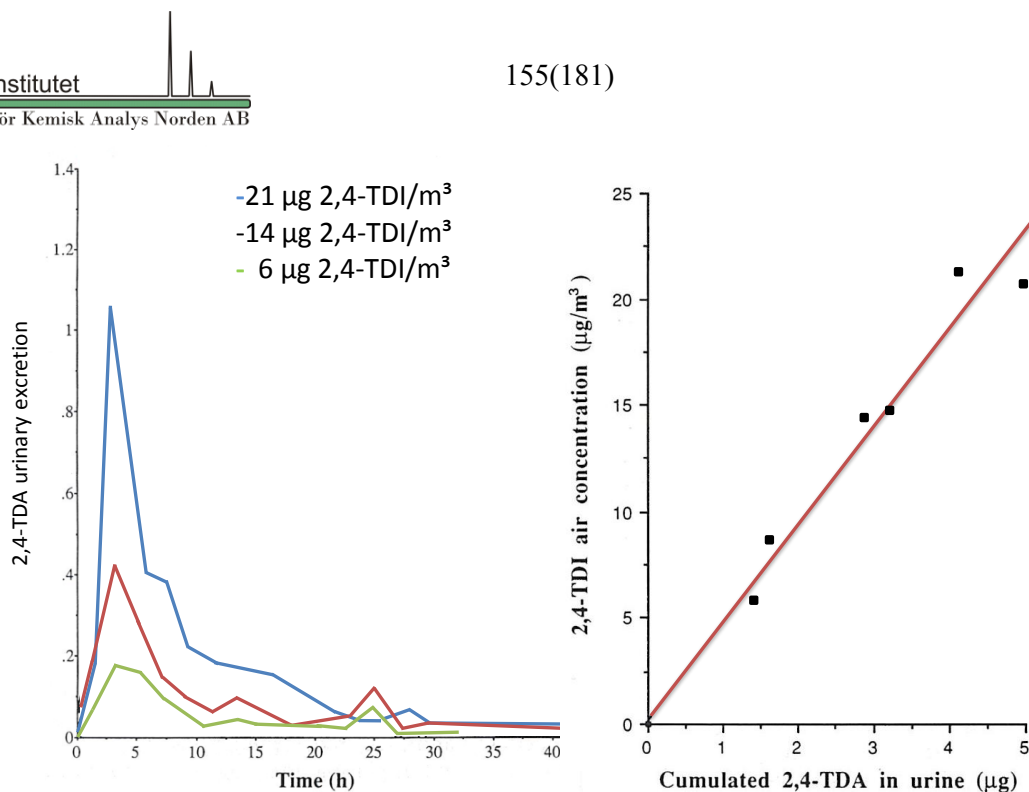 nstitutet
ör Kemisk Analys Norden AB
155(181)
-21 µg 2,4-TDI/m³
-14 µg 2,4-TDI/m³
- 6 µg 2,4-TDI/m³
2,4-TDA urinary excretion
1.4
1.2
1
.8
.6
.4
.2
0
0 5 10 15 20 25 30 35 40
Time (h)
2,4-TDI air concentration (µg/m³)
25
20
15
10
5
0
0 1 2 3 4 5
Cumulated 2,4-TDA in urine (µg)